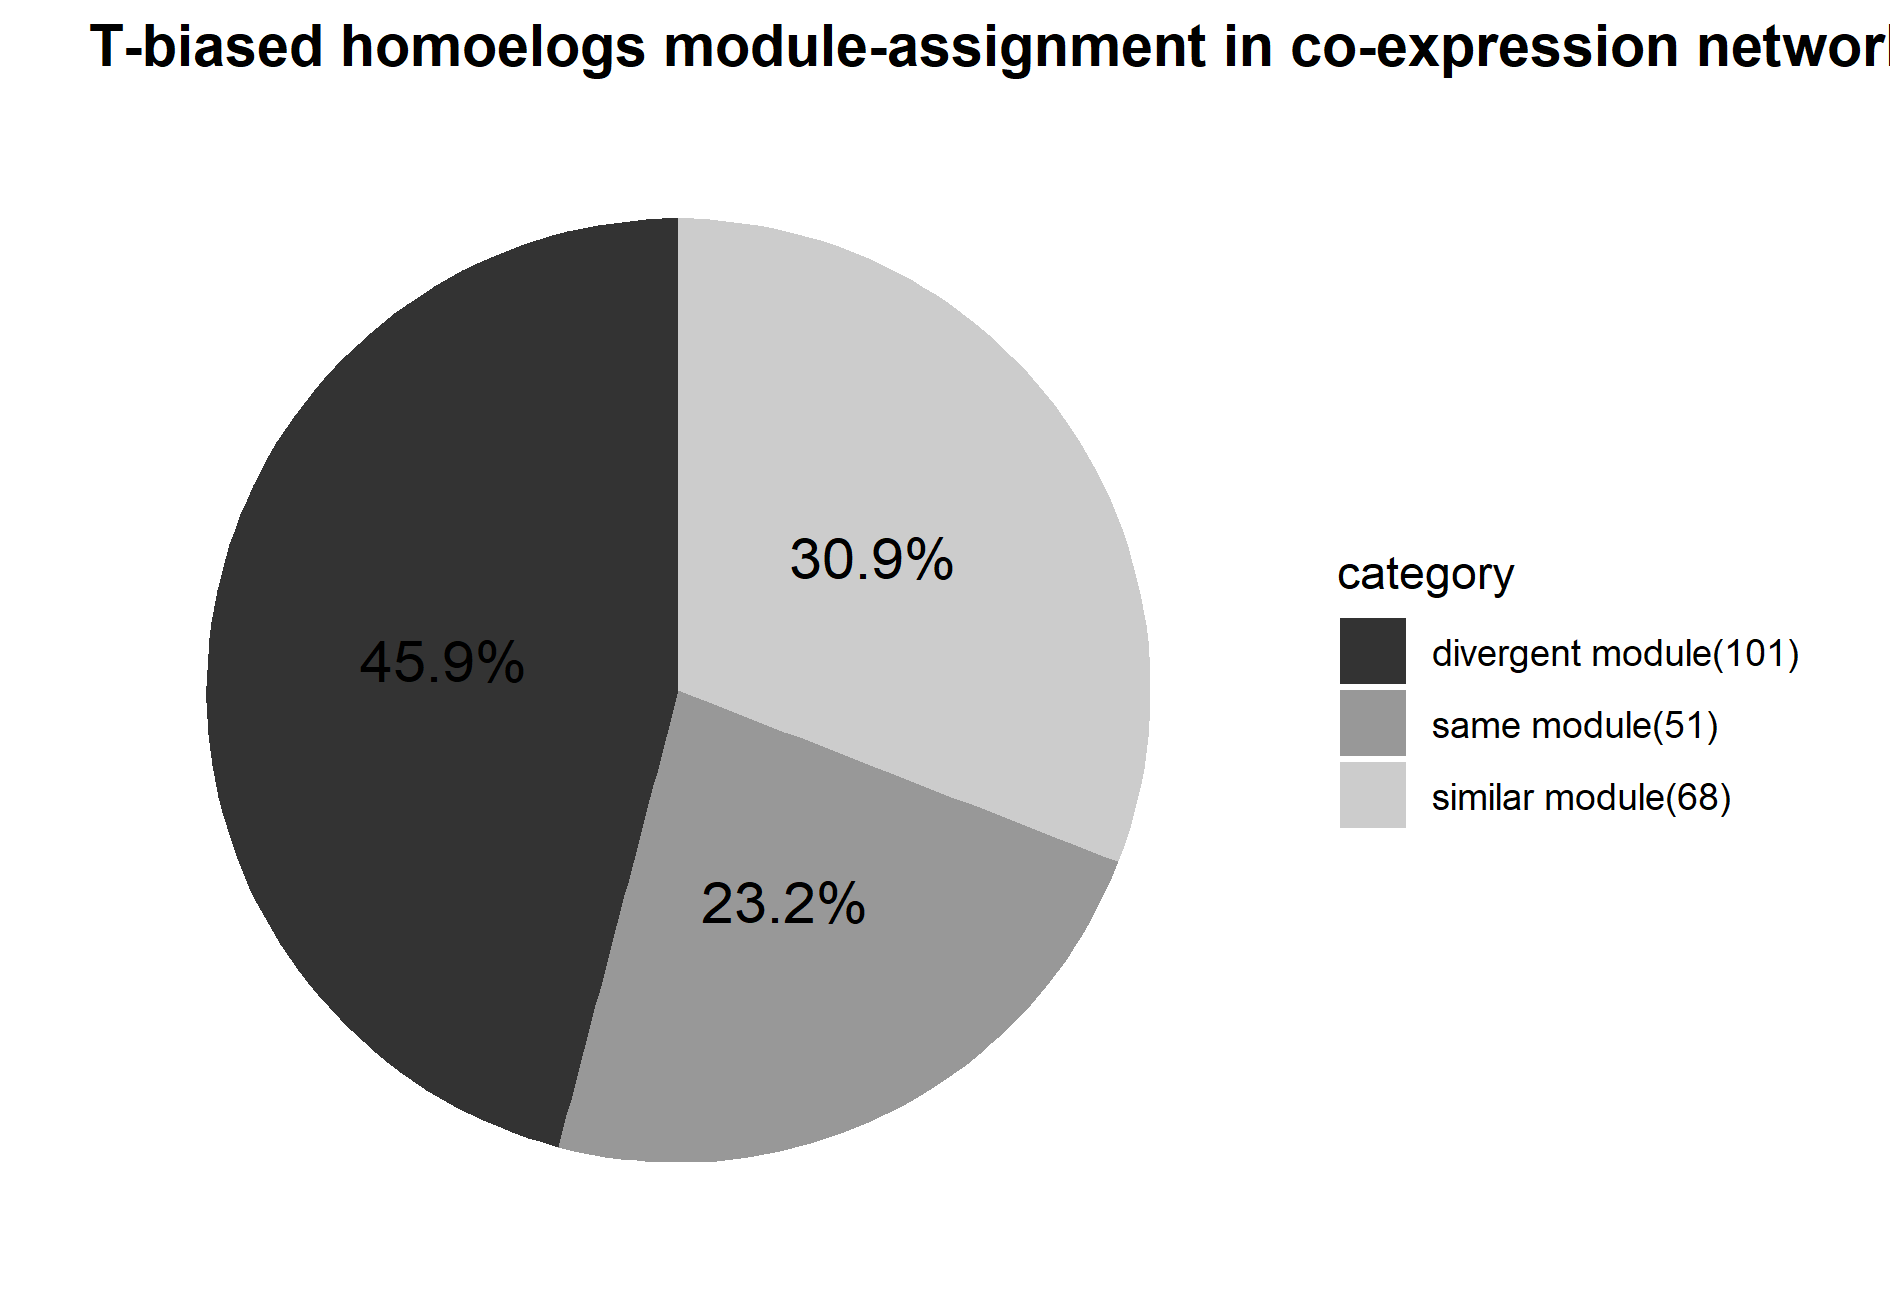 T-biased homoelogs module-assignment in co-expression
30.9%
45.9%
23.2%
category
divergent module(101)
same module(51)
similar module(68)